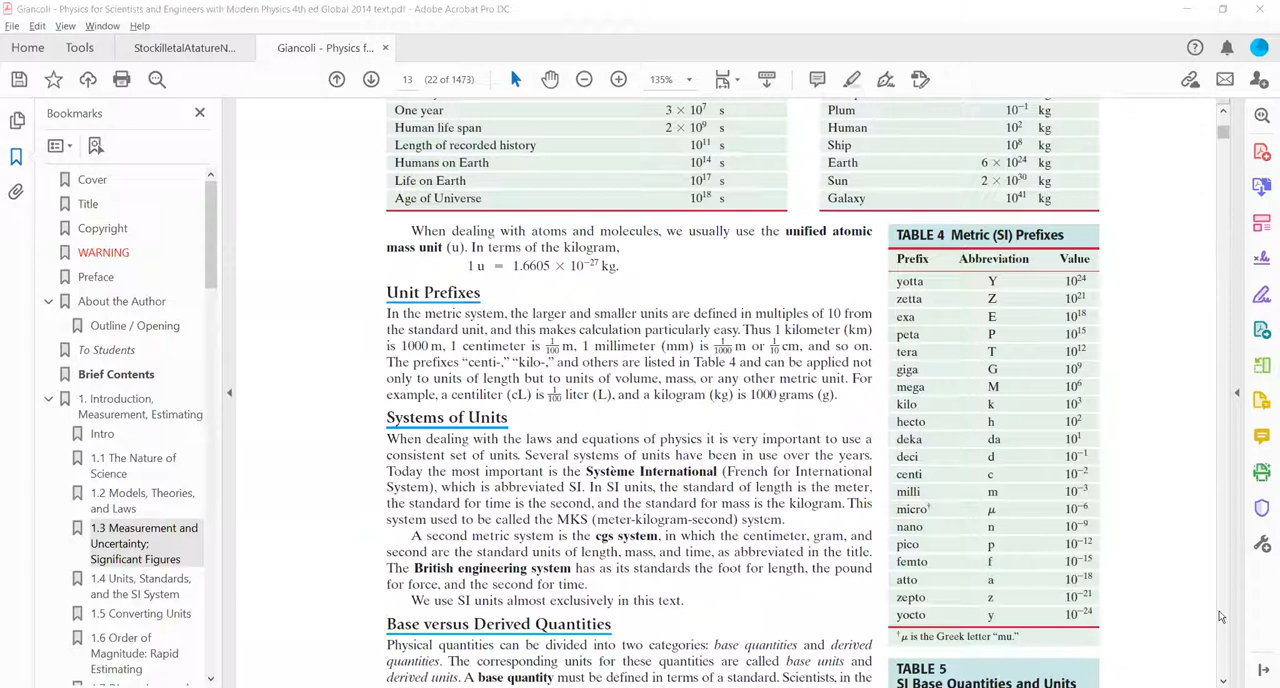 Giancoli - Physics for Scientists and Engineers with Modern Physics 4th ed Global 2014 text.pdf - Adobe Acrobat Pro DC
File Edit View Window Help
Home Tools StockilletalAtatureN... Giancoli - Physics f... ×
13 (22 of 1473) 135%
Bookmarks
Cover
Title
Copyright
WARNING
Preface
About the Author
Outline / Opening
To Students
Brief Contents
1. Introduction,
Measurement, Estimating
Intro
1.1 The Nature of
Science
1.2 Models, Theories,
and Laws
1.3 Measurement and
Uncertainty;
Significant Figures
1.4 Units, Standards,
and the SI System
1.5 Converting Units
1.6 Order of
Magnitude: Rapid
Estimating
One year 3 × 10⁷ s
Human life span 2 × 10⁹ s
Length of recorded history 10¹¹ s
Humans on Earth 10¹⁴ s
Life on Earth 10¹⁷ s
Age of Universe 10¹⁸ s
Plum 10⁻¹ kg
Human 10² kg
Ship 10⁸ kg
Earth 6 × 10²⁴ kg
Sun 2 × 10³⁰ kg
Galaxy 10⁴¹ kg
When dealing with atoms and molecules, we usually use the unified atomic
mass unit (u). In terms of the kilogram,
1 u = 1.6605 × 10⁻²⁷ kg.
Unit Prefixes
In the metric system, the larger and smaller units are defined in multiples of 10 from
the standard unit, and this makes calculation particularly easy. Thus 1 kilometer (km)
is 1000 m, 1 centimeter is 1/100 m, 1 millimeter (mm) is 1/1000 m or 1/10 cm, and so on.
The prefixes “centi-,” “kilo-,” and others are listed in Table 4 and can be applied not
only to units of length but to units of volume, mass, or any other metric unit. For
example, a centiliter (cL) is 1/100 liter (L), and a kilogram (kg) is 1000 grams (g).
Systems of Units
When dealing with the laws and equations of physics it is very important to use a
consistent set of units. Several systems of units have been in use over the years.
Today the most important is the Système International (French for International
System), which is abbreviated SI. In SI units, the standard of length is the meter,
the standard for time is the second, and the standard for mass is the kilogram. This
system used to be called the MKS (meter-kilogram-second) system.
A second metric system is the cgs system, in which the centimeter, gram, and
second are the standard units of length, mass, and time, as abbreviated in the title.
The British engineering system has as its standards the foot for length, the pound
for force, and the second for time.
We use SI units almost exclusively in this text.
Base versus Derived Quantities
Physical quantities can be divided into two categories: base quantities and derived
quantities. The corresponding units for these quantities are called base units and
derived units. A base quantity must be defined in terms of a standard. Scientists, in the
TABLE 4 Metric (SI) Prefixes
Prefix Abbreviation Value
yotta Y 10²⁴
zetta Z 10²¹
exa E 10¹⁸
peta P 10¹⁵
tera T 10¹²
giga G 10⁹
mega M 10⁶
kilo k 10³
hecto h 10²
deka da 10¹
deci d 10⁻¹
centi c 10⁻²
milli m 10⁻³
micro† μ 10⁻⁶
nano n 10⁻⁹
pico p 10⁻¹²
femto f 10⁻¹⁵
atto a 10⁻¹⁸
zepto z 10⁻²¹
yocto y 10⁻²⁴
†μ is the Greek letter “mu.”
TABLE 5
SI Base Quantities and Units